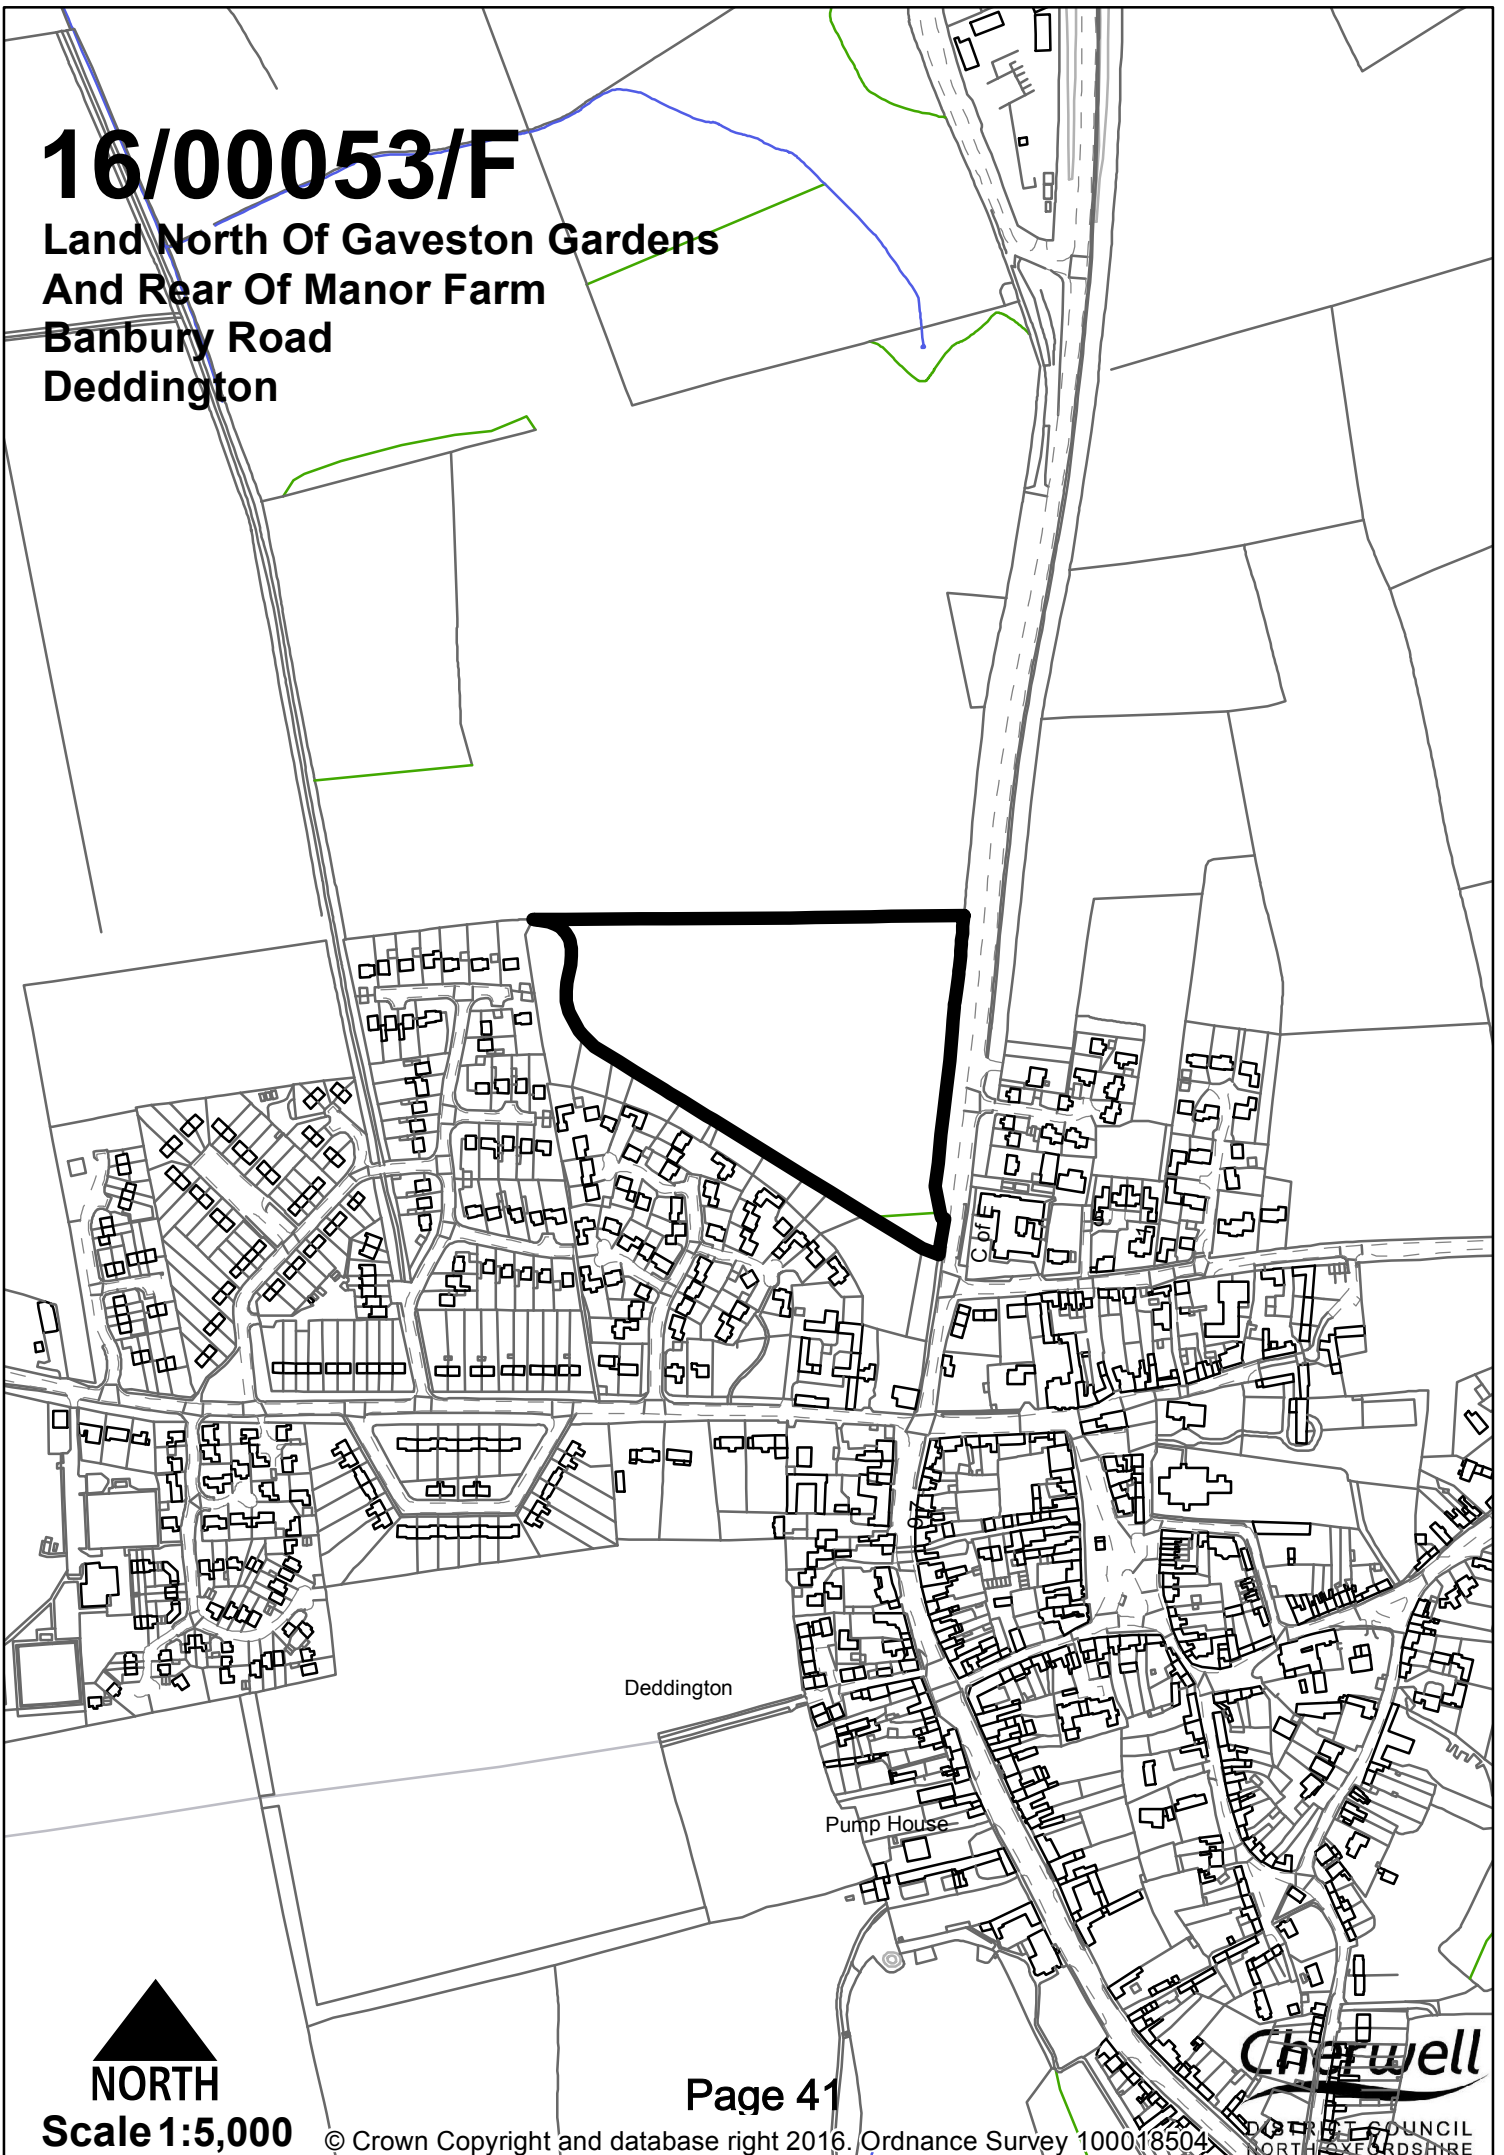 16/00053/F
Land North Of Gaveston Gardens
And Rear Of Manor Farm
Banbury Road
Deddington
C of E
97
Deddington
Pump House
NORTH
Scale 1:5,000
Page 41
© Crown Copyright and database right 2016. Ordnance Survey 100018504
Cherwell
DISTRICT COUNCIL
NORTH OXFORDSHIRE